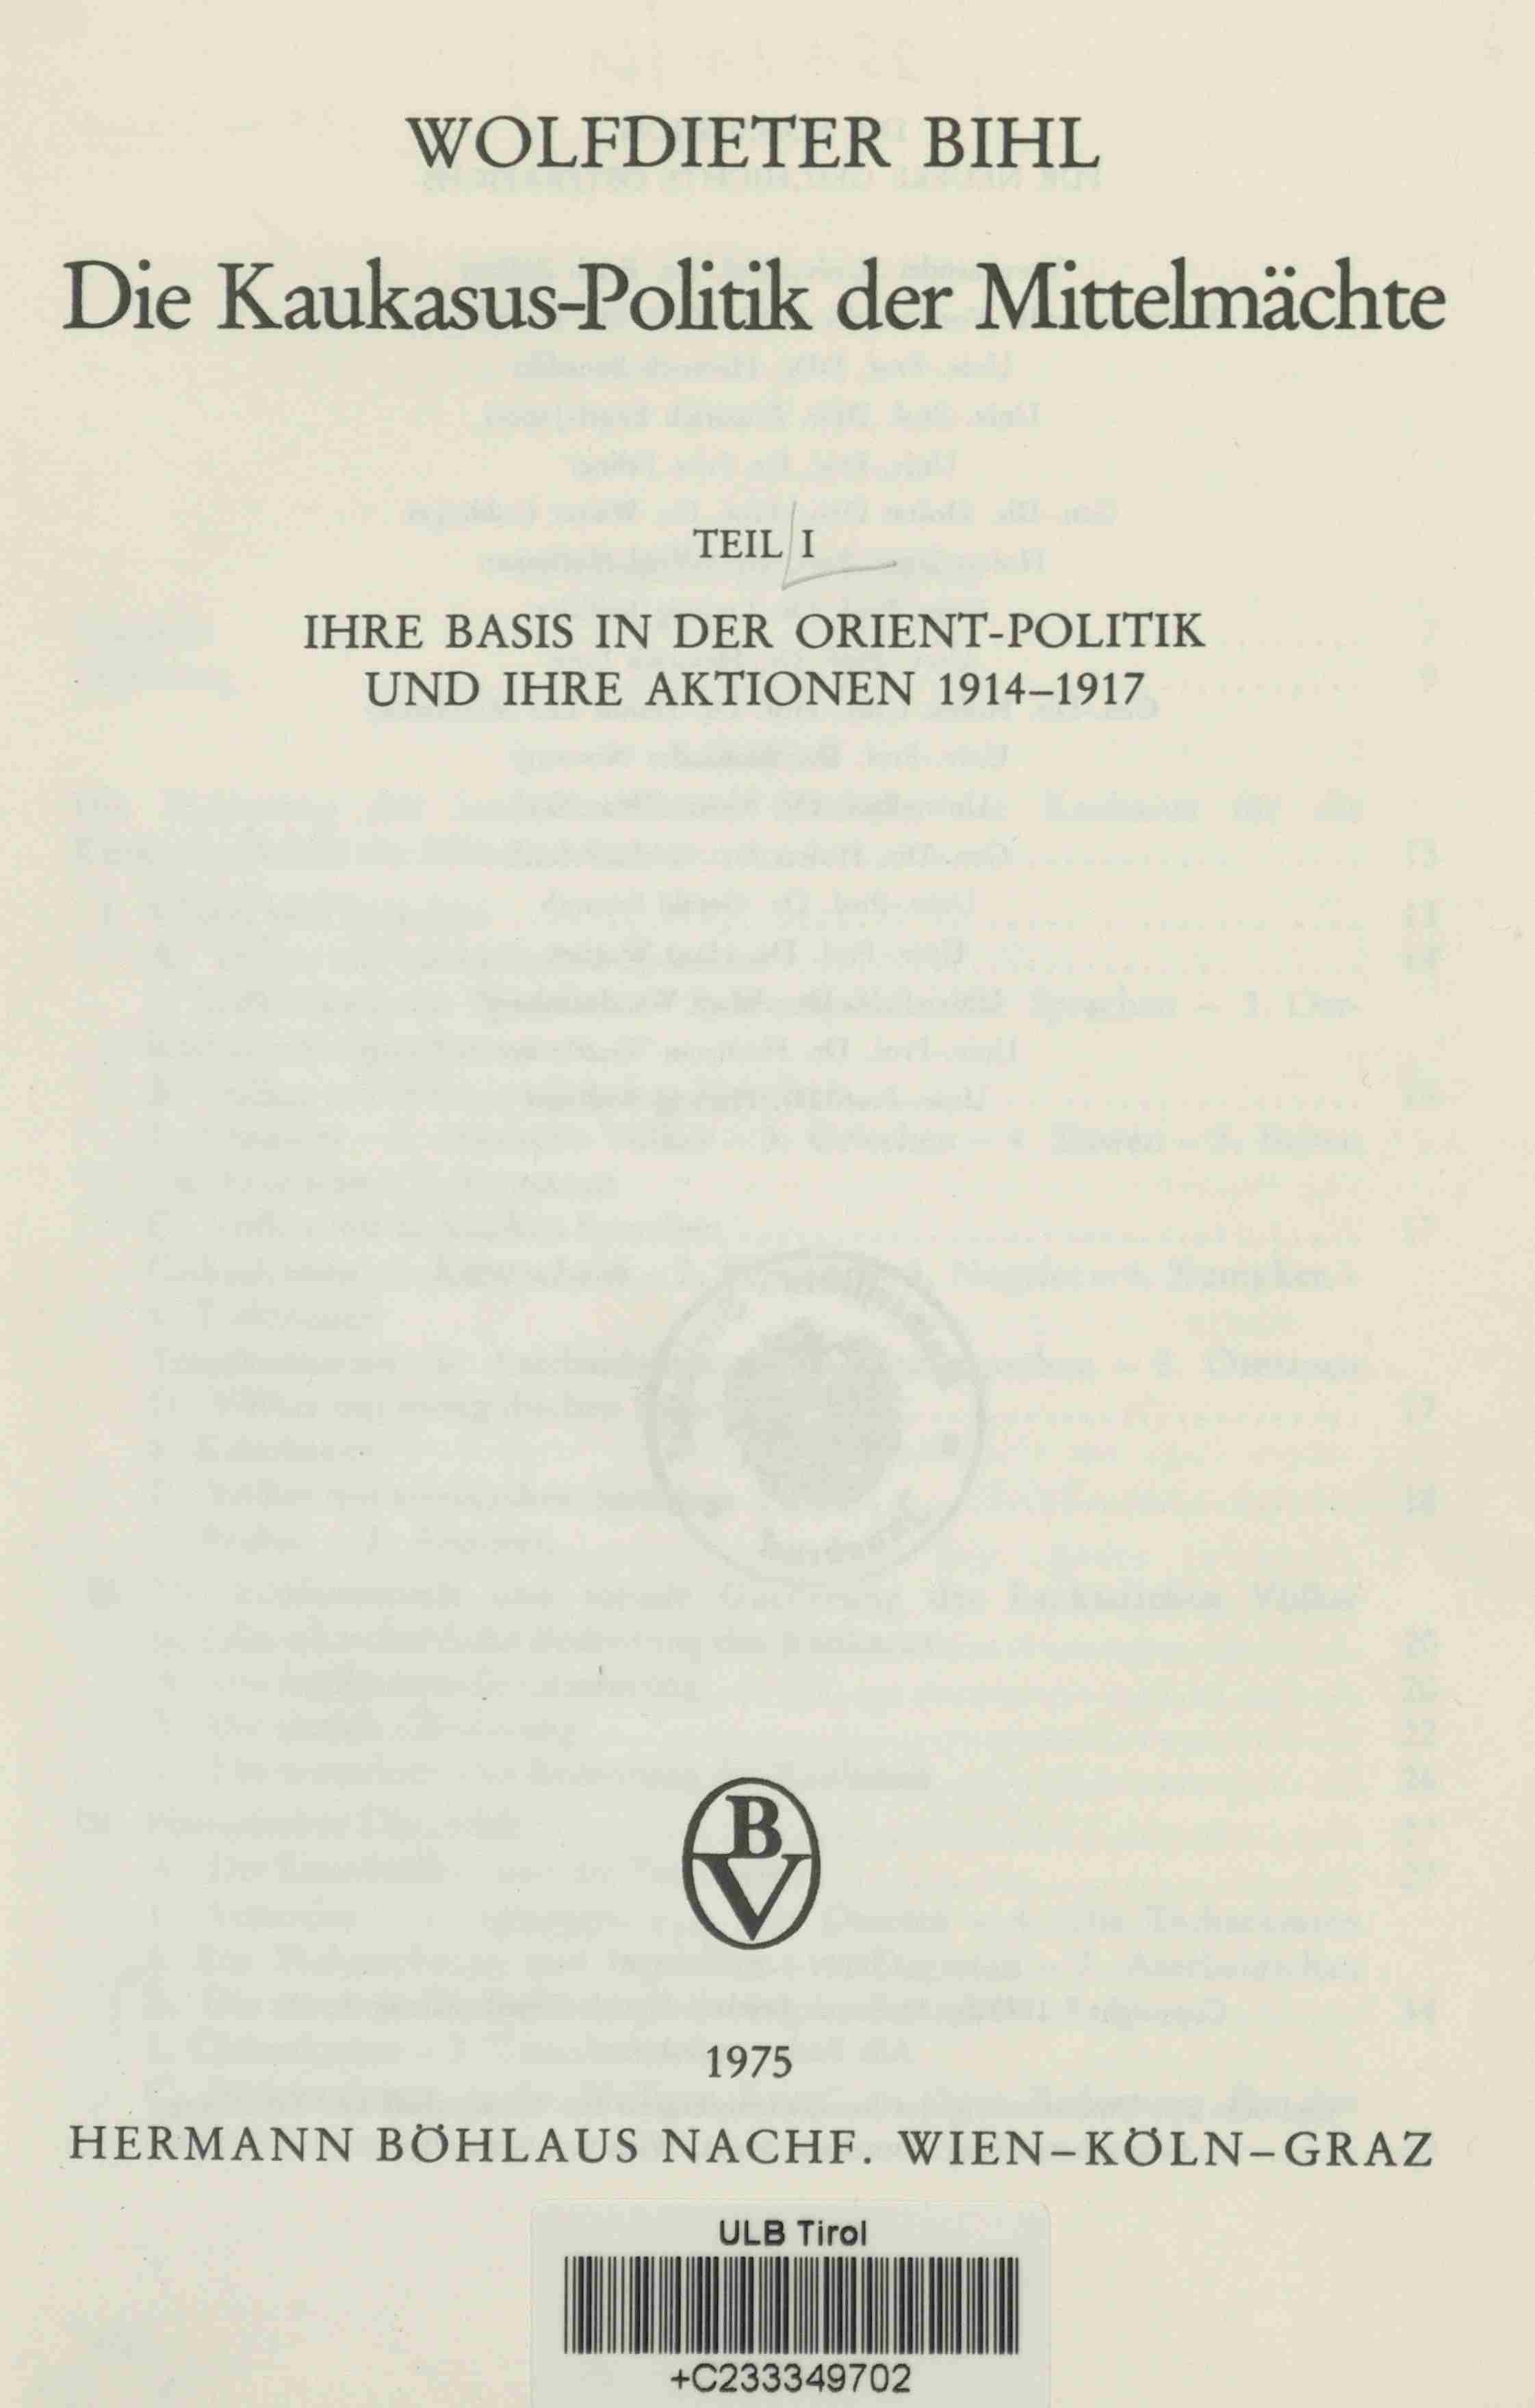 WOLFDIETER BIHL
Die Kaukasus-Politik der Mittelmächte
TEIL I
IHRE BASIS IN DER ORIENT-POLITIK
UND IHRE AKTIONEN 1914–1917
B
V
1975
HERMANN BÖHLAUS NACHF. WIEN–KÖLN–GRAZ
ULB Tirol
+C233349702